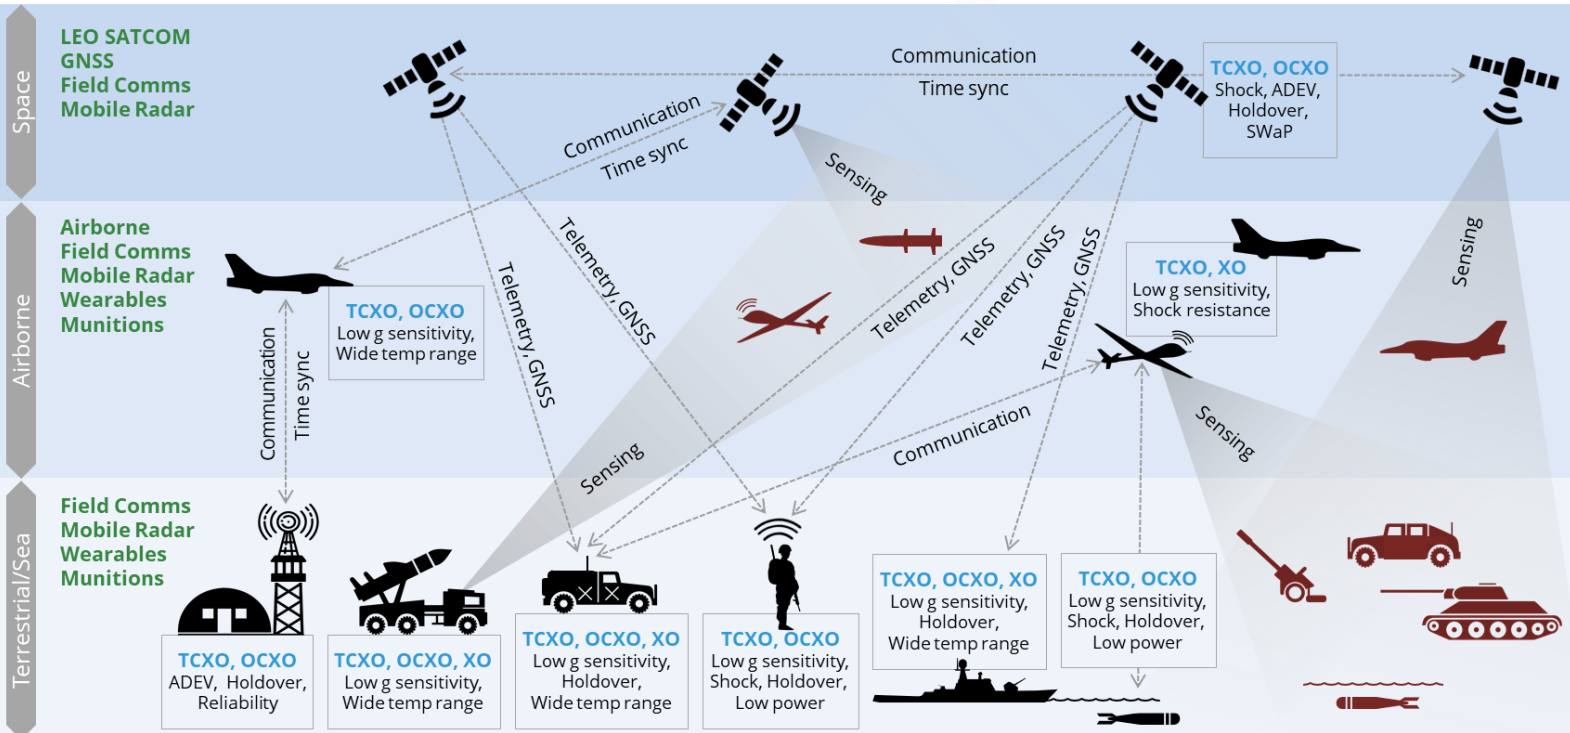 Space
LEO SATCOM
GNSS
Field Comms
Mobile Radar
Communication
Time sync
Communication
Time sync
TCXO, OCXO
Shock, ADEV,
Holdover,
SWaP
Sensing
Airborne
Airborne
Field Comms
Mobile Radar
Wearables
Munitions
TCXO, OCXO
Low g sensitivity,
Wide temp range
Communication
Time sync
Telemetry, GNSS
Telemetry, GNSS
Telemetry, GNSS
Telemetry, GNSS
Telemetry, GNSS
TCXO, XO
Low g sensitivity,
Shock resistance
Sensing
Sensing
Communication
Sensing
Terrestrial/Sea
Field Comms
Mobile Radar
Wearables
Munitions
TCXO, OCXO
ADEV, Holdover,
Reliability
TCXO, OCXO, XO
Low g sensitivity,
Wide temp range
TCXO, OCXO, XO
Low g sensitivity,
Holdover,
Wide temp range
TCXO, OCXO
Low g sensitivity,
Shock, Holdover,
Low power
TCXO, OCXO, XO
Low g sensitivity,
Holdover,
Wide temp range
TCXO, OCXO
Low g sensitivity,
Shock, Holdover,
Low power